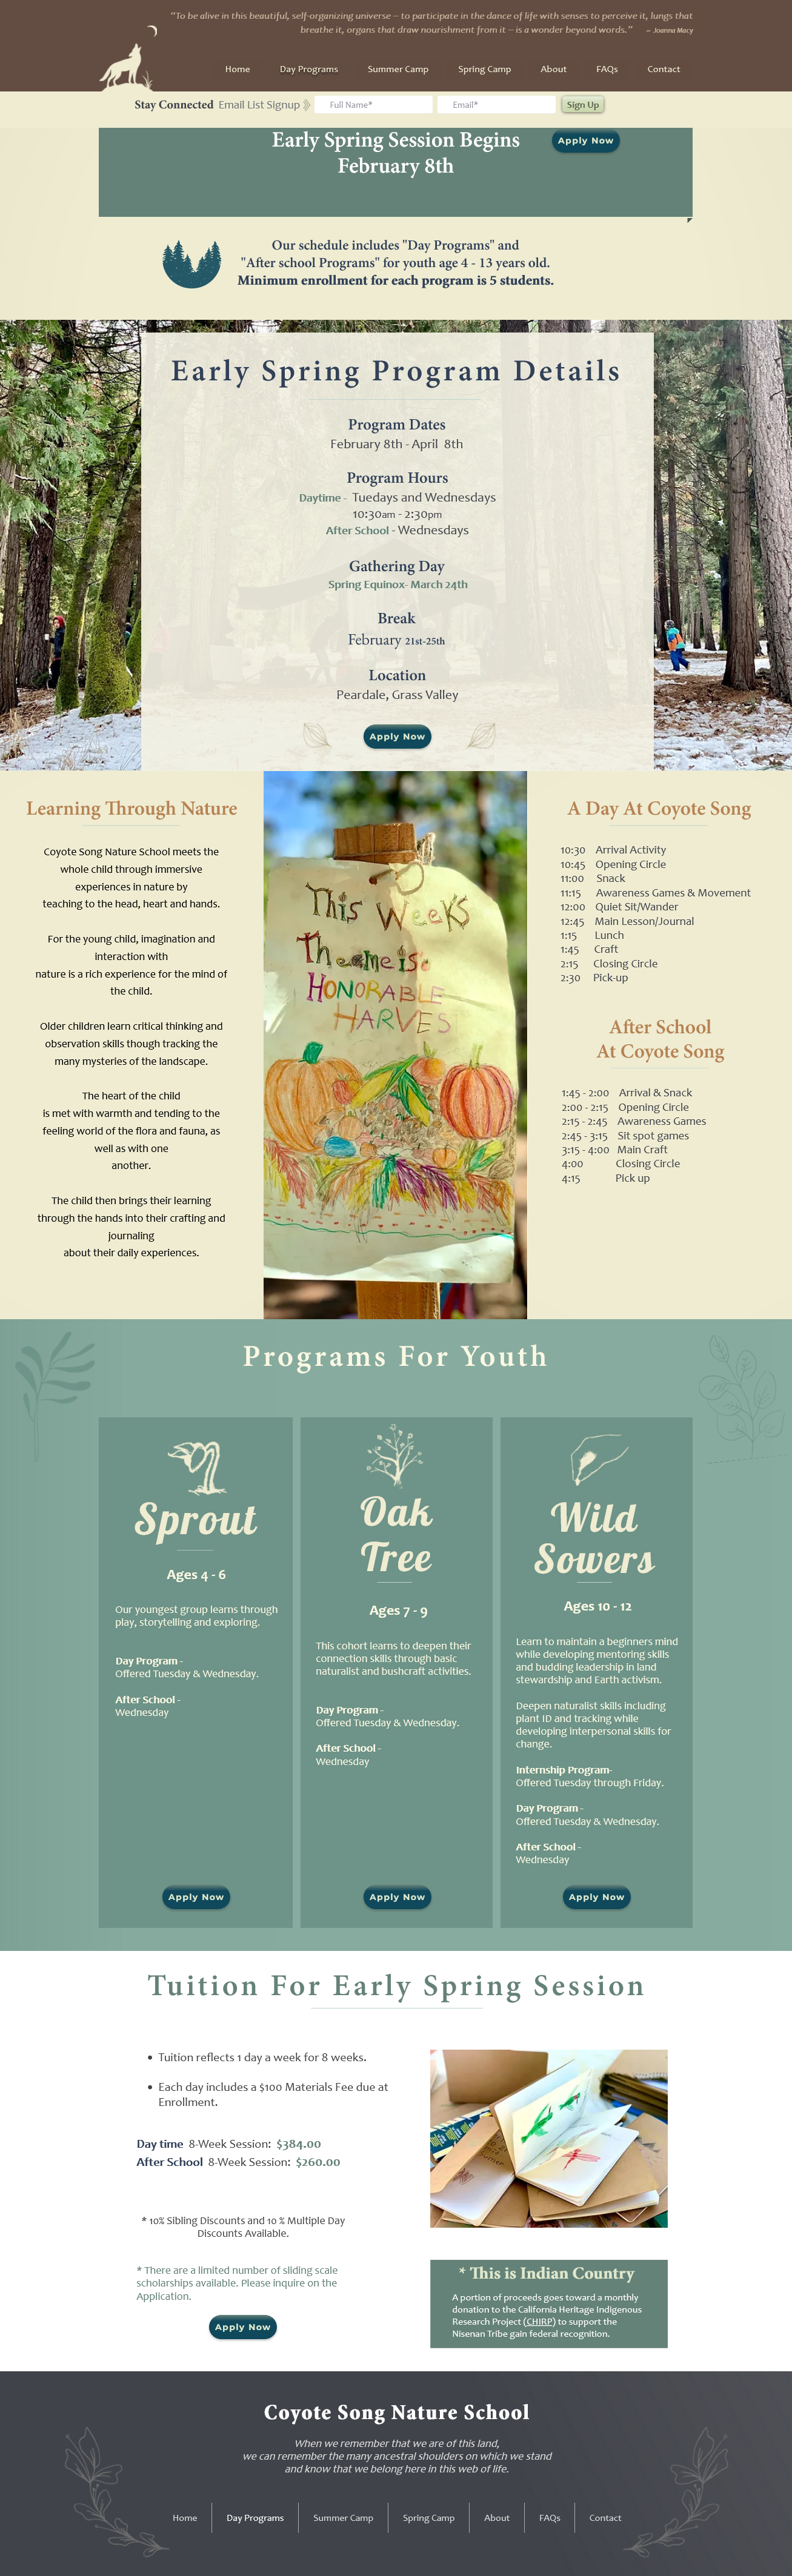 "To be alive in this beautiful, self-organizing universe – to participate in the dance of life with senses to perceive it, lungs that
breathe it, organs that draw nourishment from it – is a wonder beyond words."   ~ Joanna Macy
Home   Day Programs   Summer Camp   Spring Camp   About   FAQs   Contact
Stay Connected Email List Signup   Full Name*   Email*   Sign Up
Early Spring Session Begins
February 8th
Apply Now
Our schedule includes "Day Programs" and
"After school Programs" for youth age 4 - 13 years old.
Minimum enrollment for each program is 5 students.
Early Spring Program Details
Program Dates
February 8th - April 8th
Program Hours
Daytime - Tuedays and Wednesdays
10:30am - 2:30pm
After School - Wednesdays
Gathering Day
Spring Equinox- March 24th
Break
February 21st-25th
Location
Peardale, Grass Valley
Apply Now
Learning Through Nature
Coyote Song Nature School meets the
whole child through immersive
experiences in nature by
teaching to the head, heart and hands.
For the young child, imagination and
interaction with
nature is a rich experience for the mind of
the child.
Older children learn critical thinking and
observation skills though tracking the
many mysteries of the landscape.
The heart of the child
is met with warmth and tending to the
feeling world of the flora and fauna, as
well as with one
another.
The child then brings their learning
through the hands into their crafting and
journaling
about their daily experiences.
This Week's
Theme is:
HONORABLE
HARVES
A Day At Coyote Song
10:30 Arrival Activity
10:45 Opening Circle
11:00 Snack
11:15 Awareness Games & Movement
12:00 Quiet Sit/Wander
12:45 Main Lesson/Journal
1:15 Lunch
1:45 Craft
2:15 Closing Circle
2:30 Pick-up
After School
At Coyote Song
1:45 - 2:00 Arrival & Snack
2:00 - 2:15 Opening Circle
2:15 - 2:45 Awareness Games
2:45 - 3:15 Sit spot games
3:15 - 4:00 Main Craft
4:00 Closing Circle
4:15 Pick up
Programs For Youth
Sprout
Ages 4 - 6
Our youngest group learns through
play, storytelling and exploring.
Day Program -
Offered Tuesday & Wednesday.
After School -
Wednesday
Apply Now
Oak
Tree
Ages 7 - 9
This cohort learns to deepen their
connection skills through basic
naturalist and bushcraft activities.
Day Program -
Offered Tuesday & Wednesday.
After School -
Wednesday
Apply Now
Wild
Sowers
Ages 10 - 12
Learn to maintain a beginners mind
while developing mentoring skills
and budding leadership in land
stewardship and Earth activism.
Deepen naturalist skills including
plant ID and tracking while
developing interpersonal skills for
change.
Internship Program-
Offered Tuesday through Friday.
Day Program -
Offered Tuesday & Wednesday.
After School -
Wednesday
Apply Now
Tuition For Early Spring Session
• Tuition reflects 1 day a week for 8 weeks.
• Each day includes a $100 Materials Fee due at
Enrollment.
Day time 8-Week Session: $384.00
After School 8-Week Session: $260.00
* 10% Sibling Discounts and 10 % Multiple Day
Discounts Available.
* There are a limited number of sliding scale
scholarships available. Please inquire on the
Application.
Apply Now
* This is Indian Country
A portion of proceeds goes toward a monthly
donation to the California Heritage Indigenous
Research Project (CHIRP) to support the
Nisenan Tribe gain federal recognition.
Coyote Song Nature School
When we remember that we are of this land,
we can remember the many ancestral shoulders on which we stand
and know that we belong here in this web of life.
Home   Day Programs   Summer Camp   Spring Camp   About   FAQs   Contact